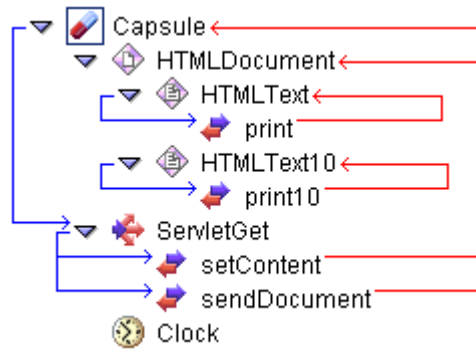 Capsule
HTMLDocument
HTMLText
print
HTMLText10
print10
ServletGet
setContent
sendDocument
Clock